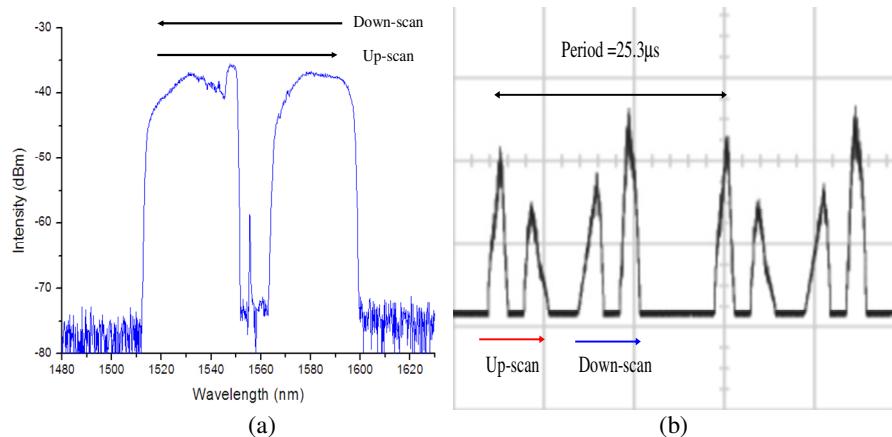 Down-scan
Up-scan
-30
-40
-50
-60
-70
-80
Intensity (dBm)
1480 1500 1520 1540 1560 1580 1600 1620
Wavelength (nm)
(a)
Period =25.3μs
Up-scan
Down-scan
(b)